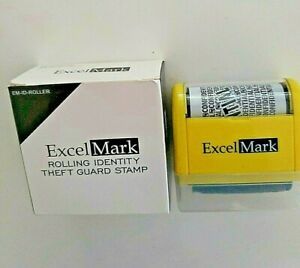 EM-ID-ROLLER
ExcelMark
ROLLING IDENTITY
THEFT GUARD STAMP
ExcelMark